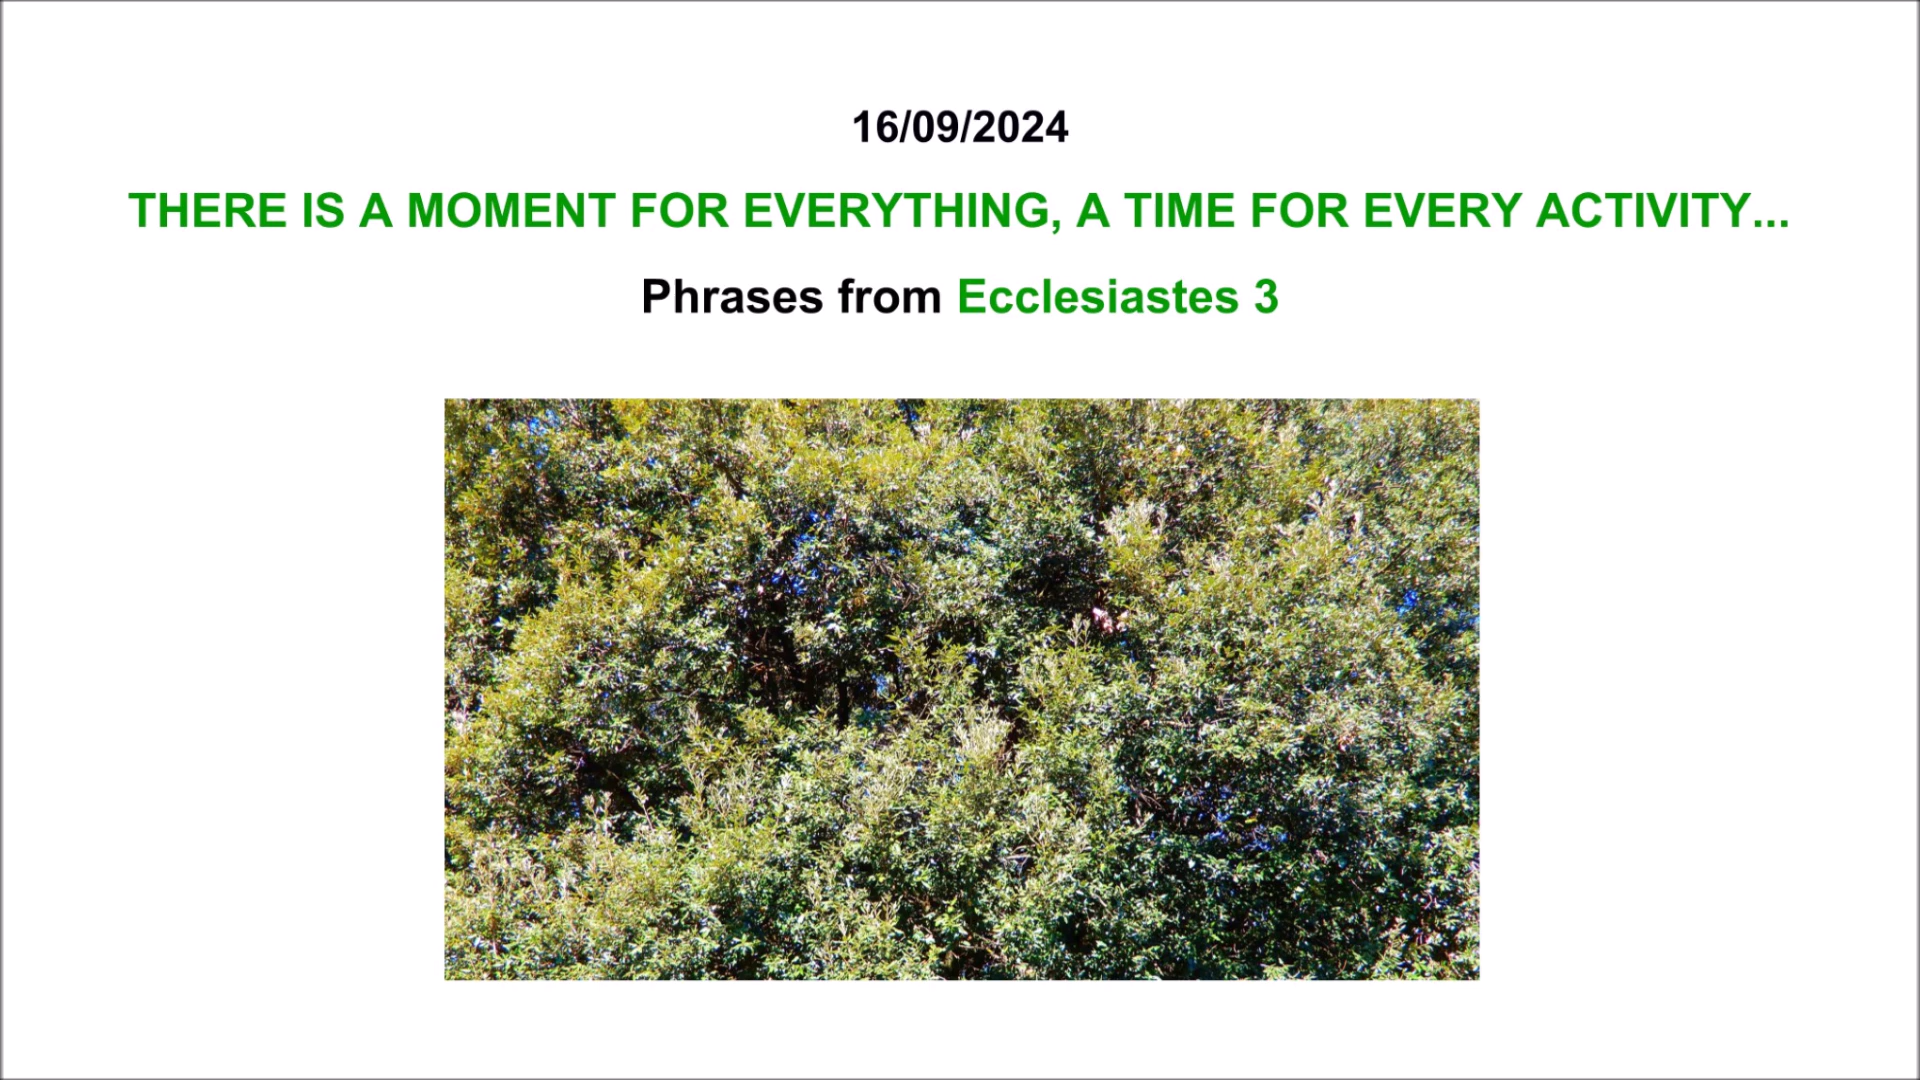 16/09/2024
THERE IS A MOMENT FOR EVERYTHING, A TIME FOR EVERY ACTIVITY...
Phrases from Ecclesiastes 3